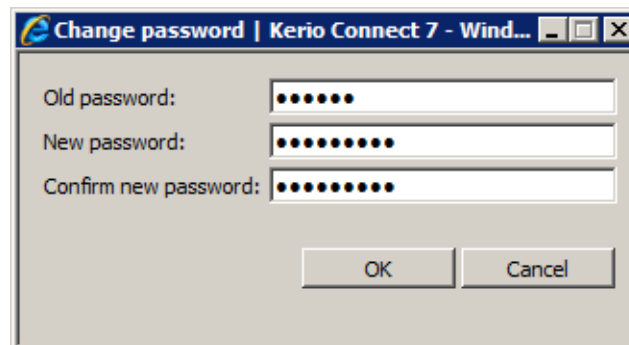 Change password | Kerio Connect 7 - Wind...
Old password: ●●●●●●
New password: ●●●●●●●●●
Confirm new password: ●●●●●●●●●
OK Cancel